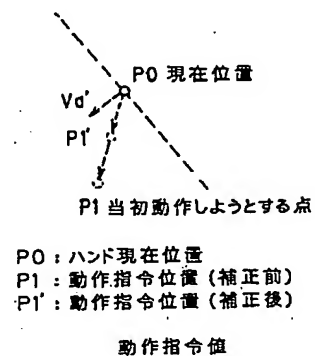 P0 現在位置
Vd'
P1'
P1 当初動作しようとする点
P0 : ハンド現在位置
P1 : 動作指令位置 (補正前)
P1' : 動作指令位置 (補正後)
動作指令値